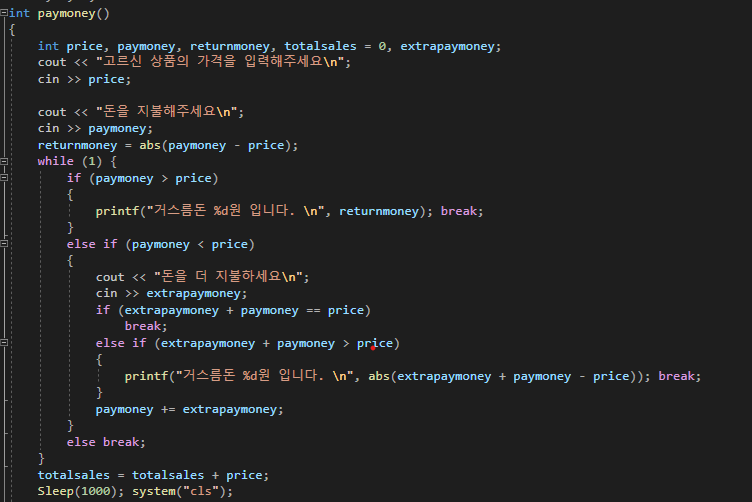 int paymoney()
{
int price, paymoney, returnmoney, totalsales = 0, extrapaymoney;
cout << "고르신 상품의 가격을 입력해주세요\n";
cin >> price;
cout << "돈을 지불해주세요\n";
cin >> paymoney;
returnmoney = abs(paymoney - price);
while (1) {
if (paymoney > price)
{
printf("거스름돈 %d원 입니다. \n", returnmoney); break;
}
else if (paymoney < price)
{
cout << "돈을 더 지불하세요\n";
cin >> extrapaymoney;
if (extrapaymoney + paymoney == price)
break;
else if (extrapaymoney + paymoney > price)
{
printf("거스름돈 %d원 입니다. \n", abs(extrapaymoney + paymoney - price)); break;
}
paymoney += extrapaymoney;
}
else break;
}
totalsales = totalsales + price;
Sleep(1000); system("cls");